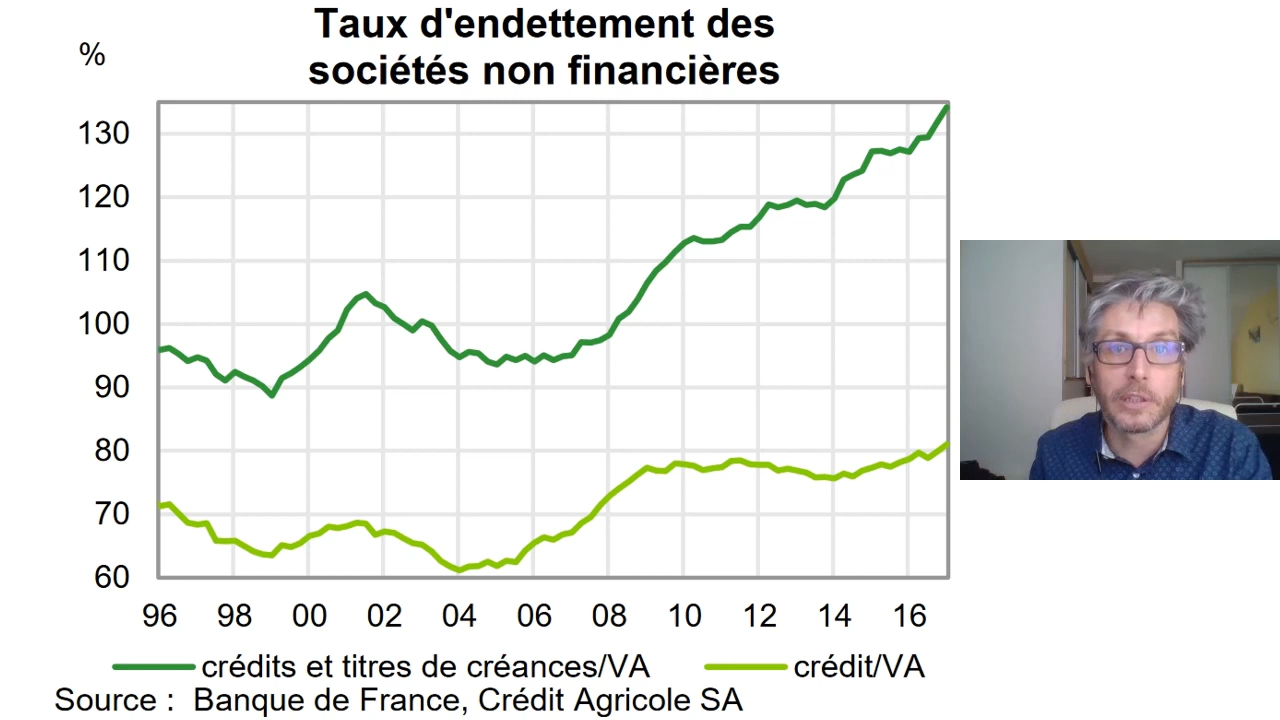 Taux d'endettement des
sociétés non financières
%
130
120
110
100
90
80
70
60
96 98 00 02 04 06 08 10 12 14 16
crédits et titres de créances/VA crédit/VA
Source : Banque de France, Crédit Agricole SA